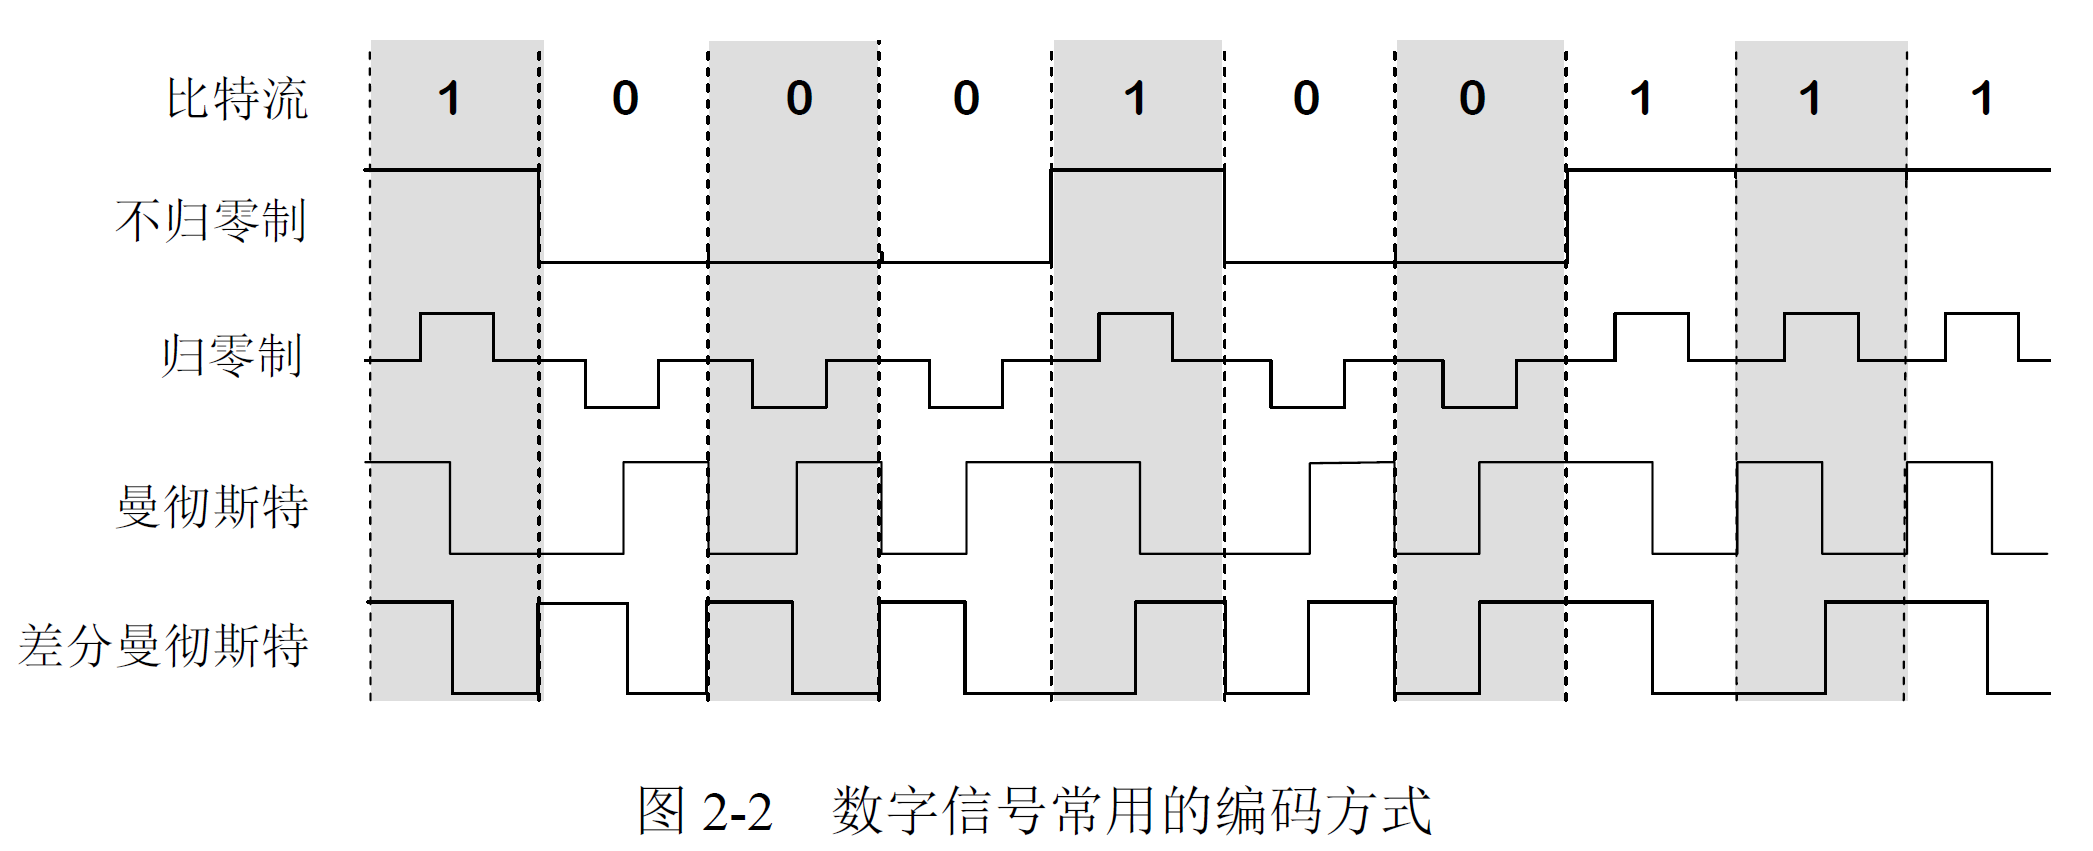 比特流 1 0 0 0 1 0 0 1 1 1
不归零制
归零制
曼彻斯特
差分曼彻斯特
图 2-2 数字信号常用的编码方式